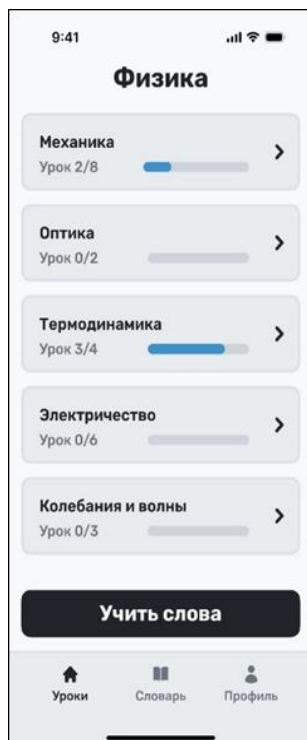 9:41
Физика
Механика
Урок 2/8
Оптика
Урок 0/2
Термодинамика
Урок 3/4
Электричество
Урок 0/6
Колебания и волны
Урок 0/3
Учить слова
Уроки Словарь Профиль